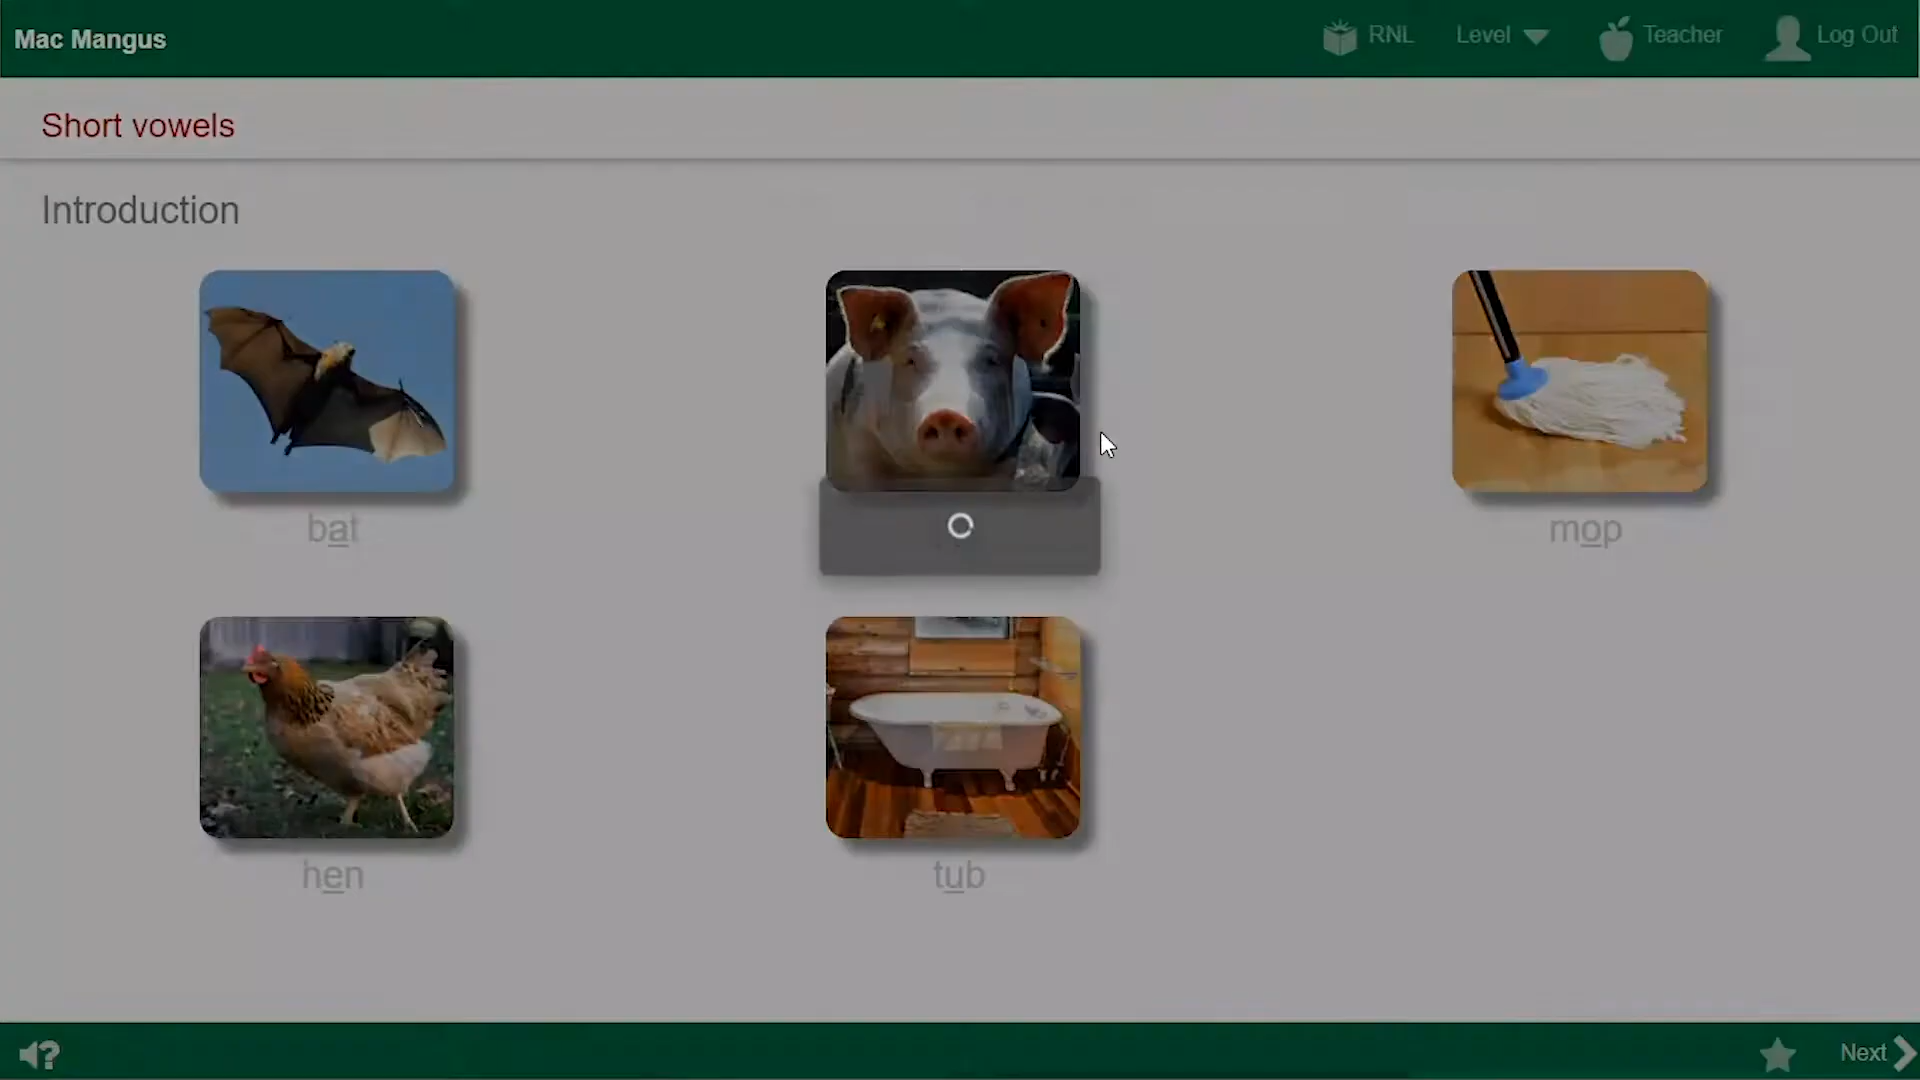 Mac Mangus
RNL
Level
Teacher
Log Out
Short vowels
Introduction
bat
mop
hen
tub
?
Next